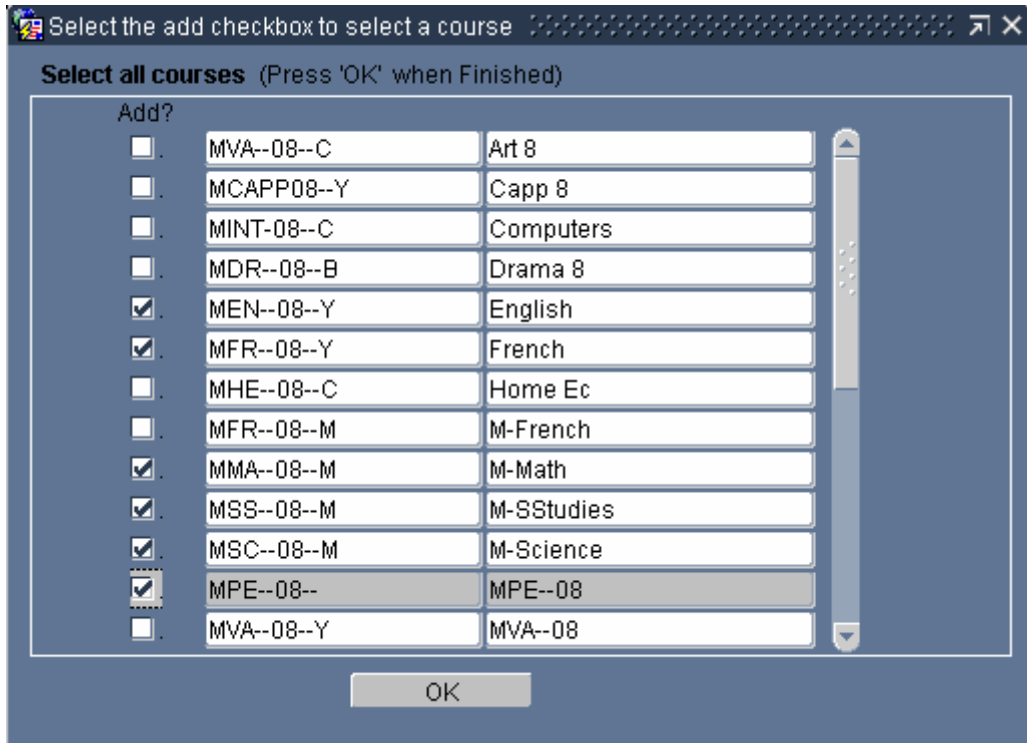 Select the add checkbox to select a course
Select all courses (Press 'OK' when Finished)
Add?
. MVA--08--C Art 8
. MCAPP08--Y Capp 8
. MINT-08--C Computers
. MDR--08--B Drama 8
. MEN--08--Y English
. MFR--08--Y French
. MHE--08--C Home Ec
. MFR--08--M M-French
. MMA--08--M M-Math
. MSS--08--M M-SStudies
. MSC--08--M M-Science
. MPE--08-- MPE--08
. MVA--08--Y MVA--08
OK